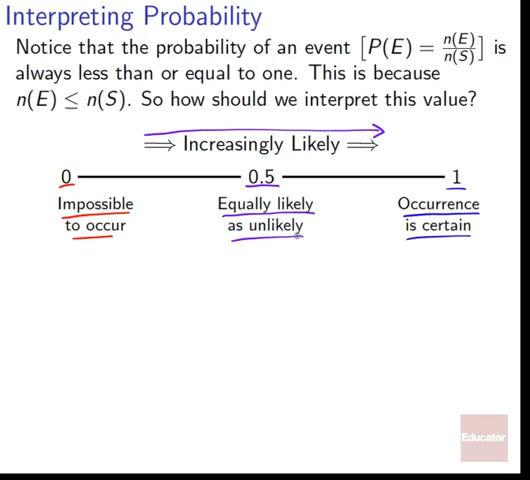 Interpreting Probability
Notice that the probability of an event [P(E) = n(E)/n(S)] is
always less than or equal to one. This is because
n(E) ≤ n(S). So how should we interpret this value?
⟹ Increasingly Likely ⟹
0 0.5 1
Impossible Equally likely Occurrence
to occur as unlikely is certain
Educator